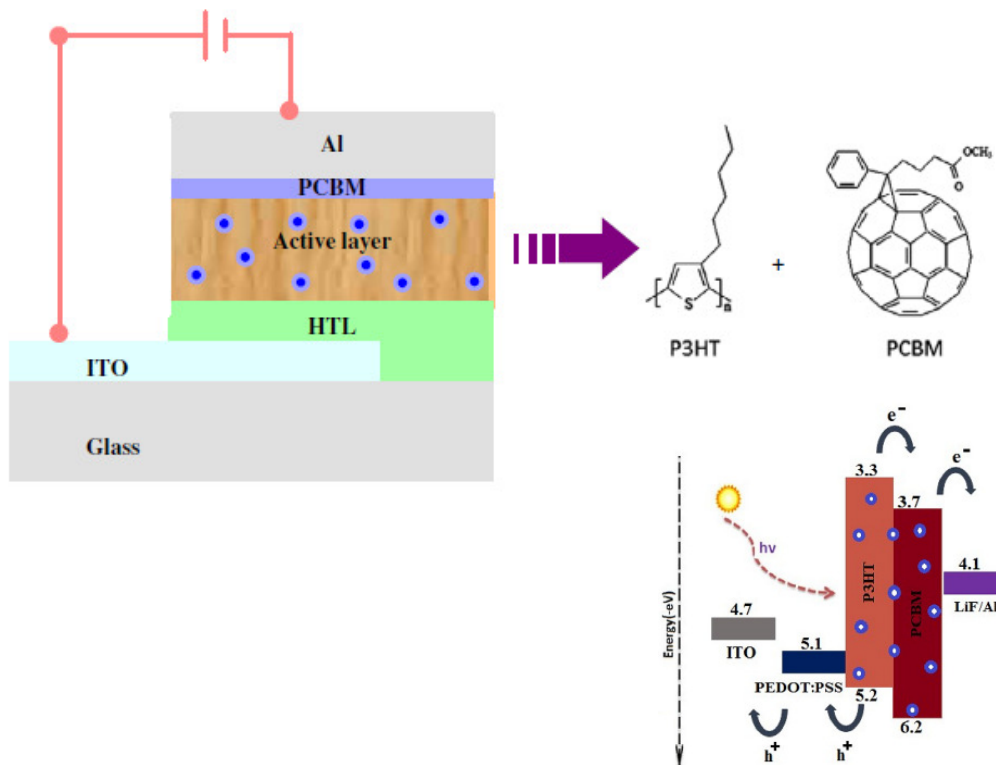 Al
PCBM
Active layer
HTL
ITO
Glass
OCH₃
O
S
n
+
P3HT
PCBM
e⁻
e⁻
3.3
3.7
hν
4.1
P3HT
PCBM
LiF/Al
Energy(-eV)
4.7
ITO
5.1
PEDOT:PSS
5.2
6.2
h⁺
h⁺